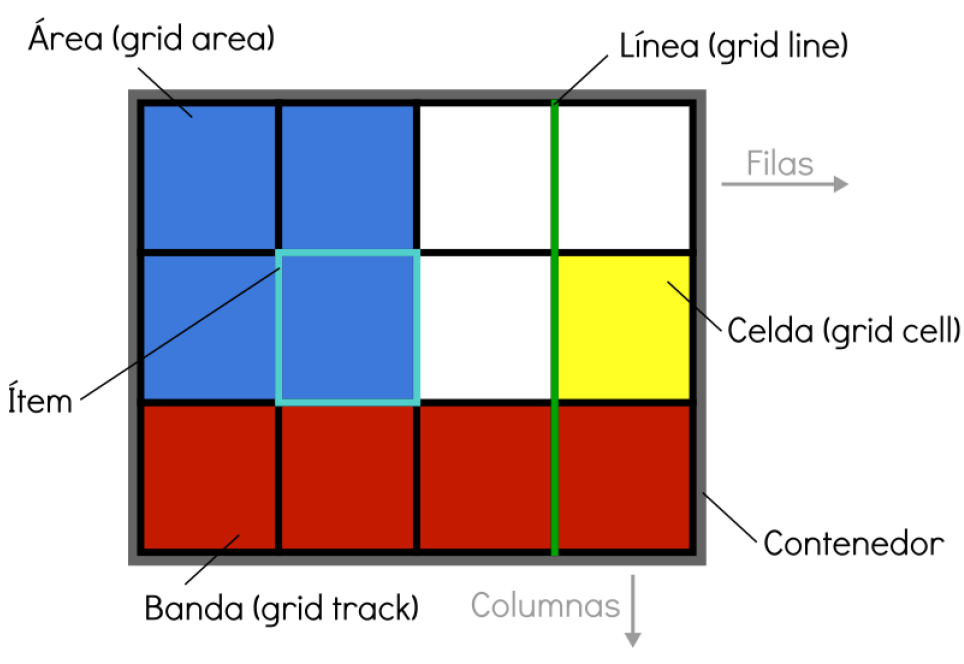 Área (grid area)
Línea (grid line)
Filas
Celda (grid cell)
Ítem
Contenedor
Banda (grid track)
Columnas